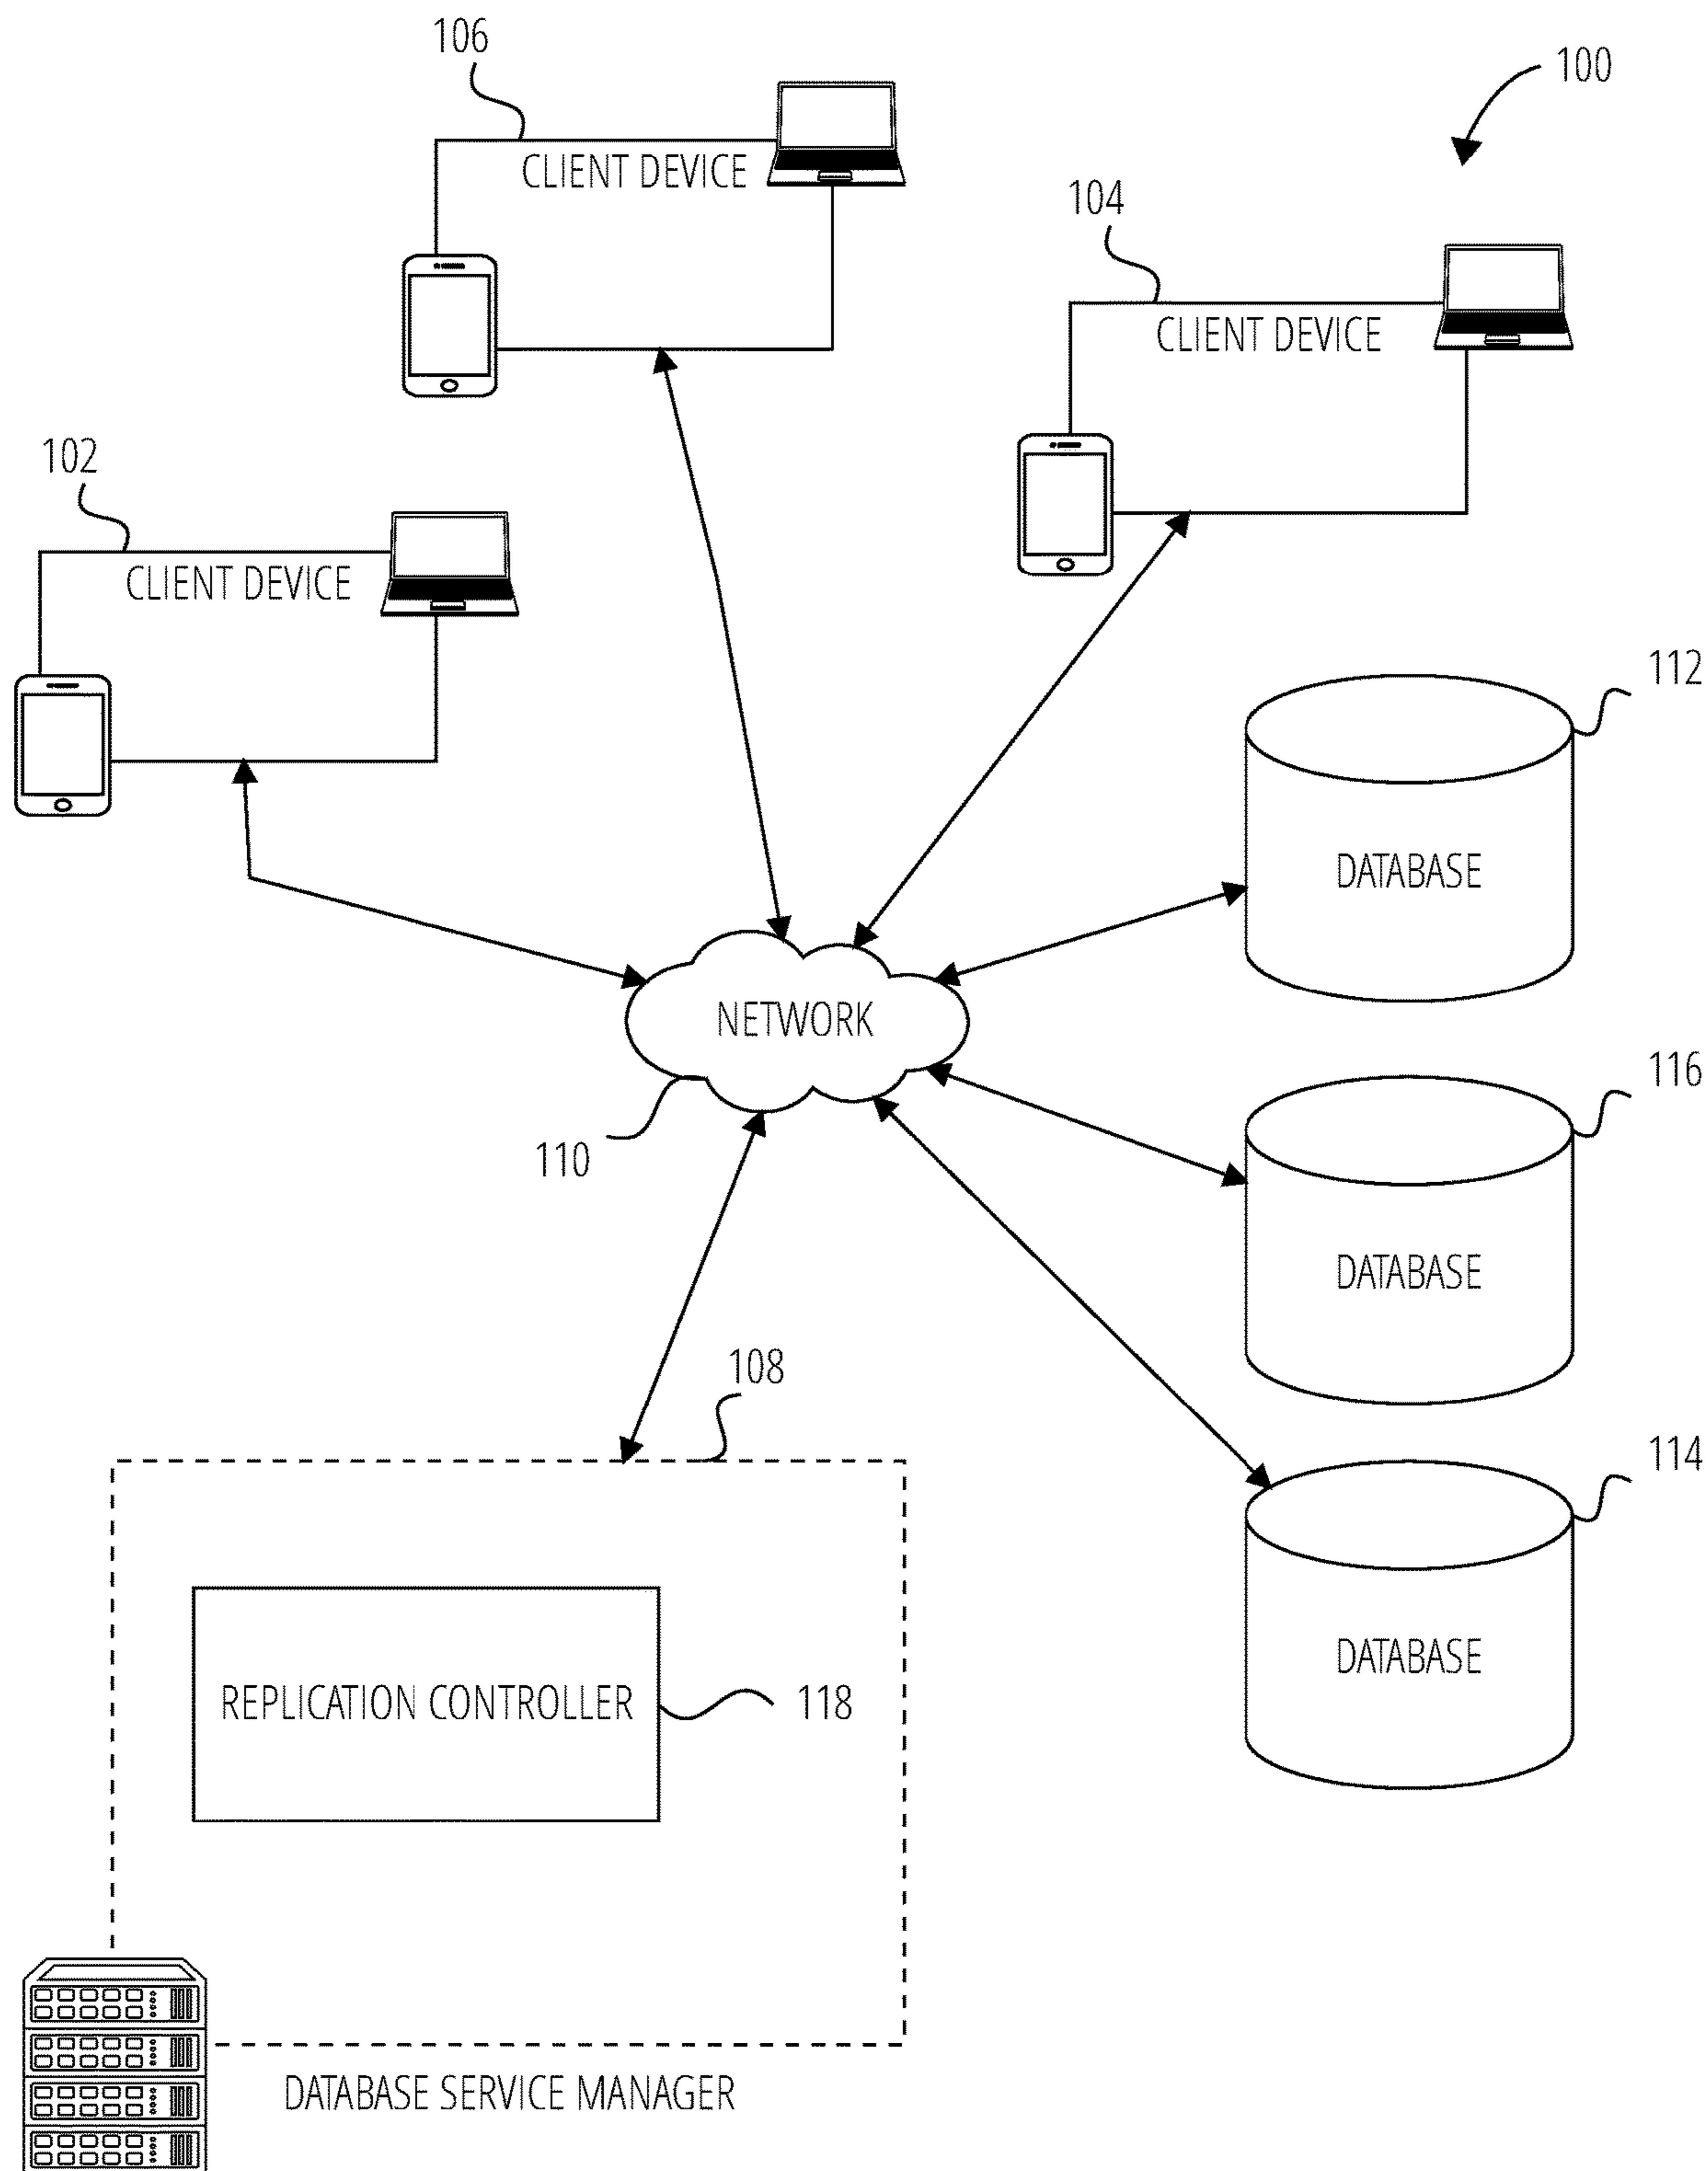 106
100
CLIENT DEVICE
104
CLIENT DEVICE
102
CLIENT DEVICE
112
DATABASE
NETWORK
116
110
DATABASE
108
114
DATABASE
REPLICATION CONTROLLER
118
DATABASE SERVICE MANAGER